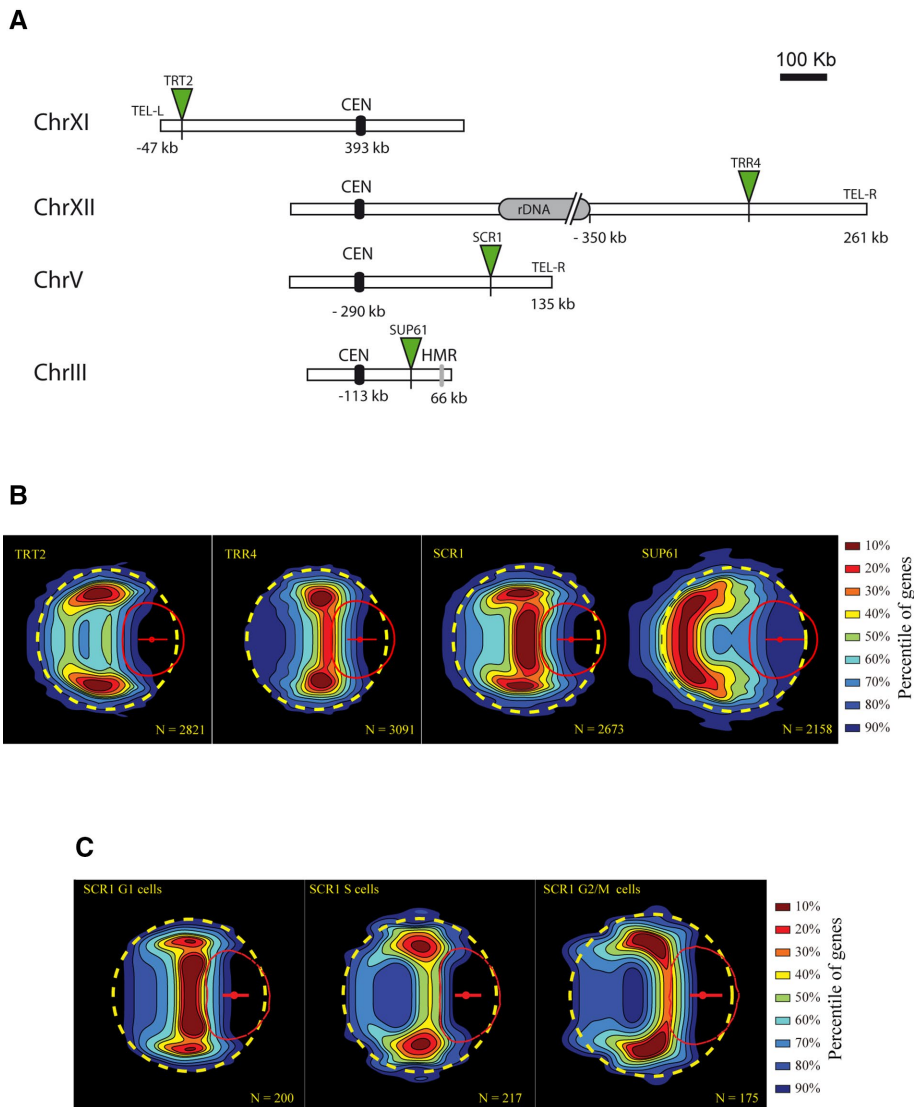 A
100 Kb
TRT2
TEL-L
CEN
ChrXI
-47 kb
393 kb
TRR4
CEN
TEL-R
ChrXII
rDNA
- 350 kb
261 kb
SCR1
CEN
TEL-R
ChrV
- 290 kb
135 kb
SUP61
CEN
HMR
ChrIII
-113 kb
66 kb
B
TRT2
N = 2821
TRR4
N = 3091
SCR1
N = 2673
SUP61
N = 2158
10%
20%
30%
40%
50%
60%
70%
80%
90%
Percentile of genes
C
SCR1 G1 cells
N = 200
SCR1 S cells
N = 217
SCR1 G2/M cells
N = 175
10%
20%
30%
40%
50%
60%
70%
80%
90%
Percentile of genes